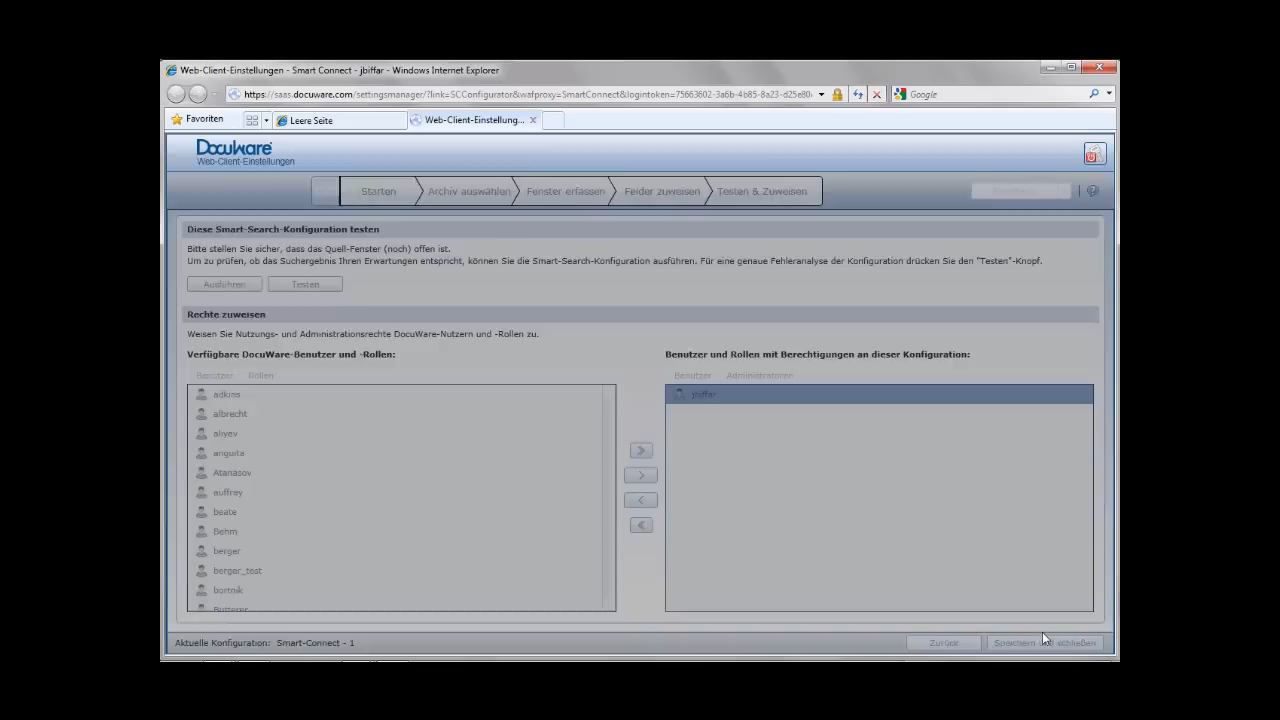 Web-Client-Einstellungen - Smart Connect - jbiffar - Windows Internet Explorer
https://saas.docuware.com/settingsmanager/?link=SCConfigurator&wafproxy=SmartConnect&logintoken=75663602-3a6b-4b85-8a23-d25e80
Google
Favoriten
Leere Seite
Web-Client-Einstellung...
DocuWare
Web-Client-Einstellungen
Starten
Archiv auswählen
Fenster erfassen
Felder zuweisen
Testen & Zuweisen
Diese Smart-Search-Konfiguration testen
Bitte stellen Sie sicher, dass das Quell-Fenster (noch) offen ist.
Um zu prüfen, ob das Suchergebnis Ihren Erwartungen entspricht, können Sie die Smart-Search-Konfiguration ausführen. Für eine genaue Fehleranalyse der Konfiguration drücken Sie den "Testen"-Knopf.
Ausführen
Testen
Rechte zuweisen
Weisen Sie Nutzungs- und Administrationsrechte DocuWare-Nutzern und -Rollen zu.
Verfügbare DocuWare-Benutzer und -Rollen:
Benutzer Rollen
adkins
albrecht
aliyev
anguita
Atanasov
auffrey
beate
Behm
berger
berger_test
bortnik
Butterer
Benutzer und Rollen mit Berechtigungen an dieser Konfiguration:
Benutzer Administratoren
jbiffar
Aktuelle Konfiguration: Smart-Connect - 1
Zurück
Speichern und schließen